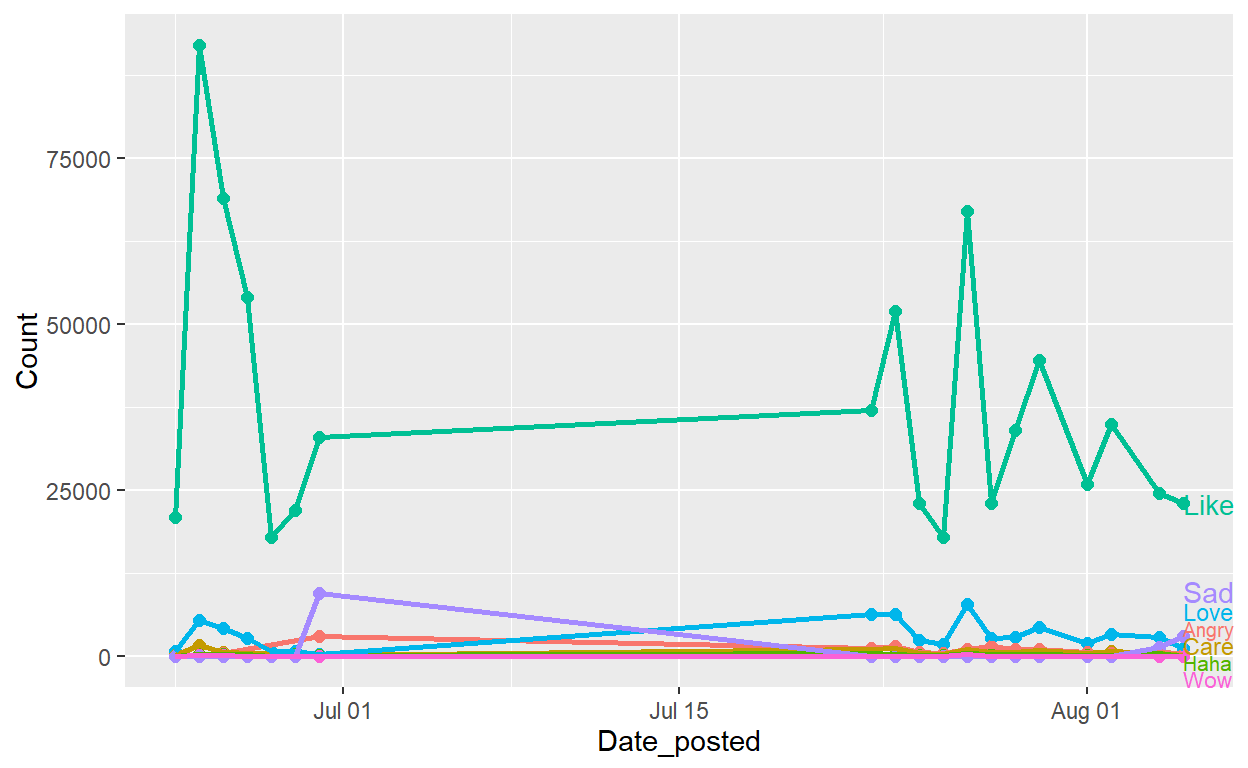 75000
50000
25000
0
Count
Like
Sad
Love
Angry
Care
Haha
Wow
Jul 01
Jul 15
Aug 01
Date_posted